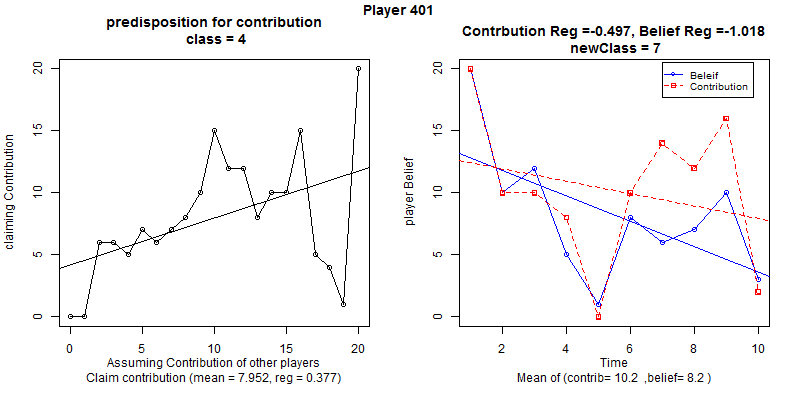 Player 401
predisposition for contribution
class = 4
claiming Contribution
0
5
10
15
20
0
5
10
15
20
Assuming Contribution of other players
Claim contribution (mean = 7.952, reg = 0.377)
Contrbution Reg =-0.497, Belief Reg =-1.018
newClass = 7
Beleif
Contribution
player Belief
0
5
10
15
20
2
4
6
8
10
Time
Mean of (contrib= 10.2 ,belief= 8.2 )